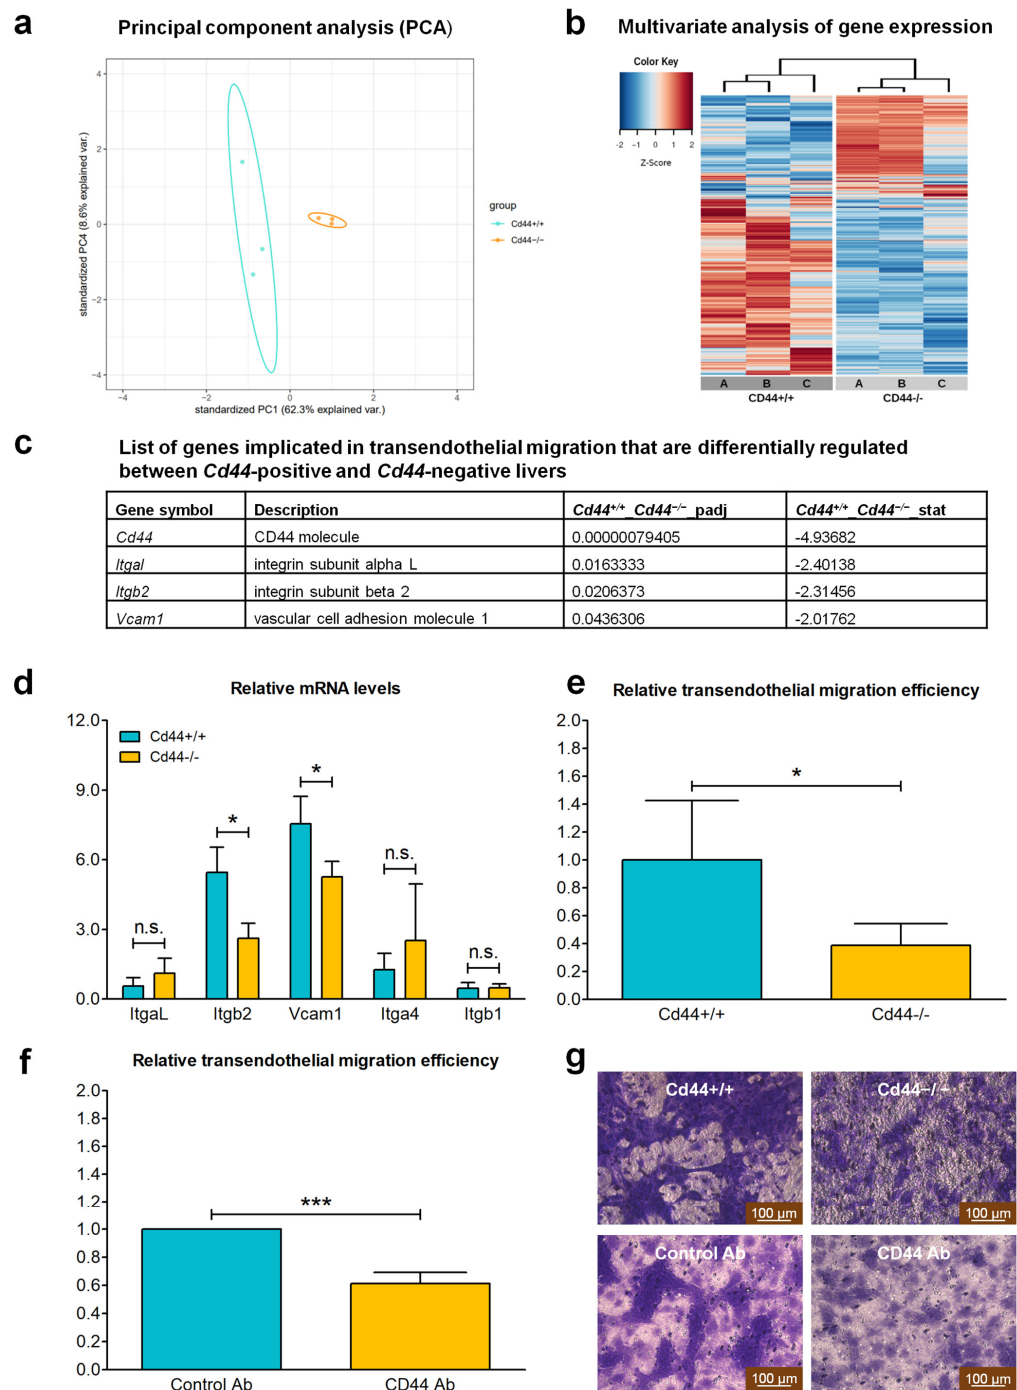 a
Principal component analysis (PCA)
standardized PC4 (8.6% explained var.)
4
2
0
−2
−4
−4
−2
0
2
4
standardized PC1 (62.3% explained var.)
group
Cd44+/+
Cd44−/−
b
Multivariate analysis of gene expression
Color Key
-2 -1 0 1 2
Z-Score
A B C A B C
CD44+/+ CD44-/-
c
List of genes implicated in transendothelial migration that are differentially regulated
between Cd44-positive and Cd44-negative livers
Gene symbol Description Cd44+/+_Cd44−/−_padj Cd44+/+_Cd44−/−_stat
Cd44 CD44 molecule 0.00000079405 -4.93682
Itgal integrin subunit alpha L 0.0163333 -2.40138
Itgb2 integrin subunit beta 2 0.0206373 -2.31456
Vcam1 vascular cell adhesion molecule 1 0.0436306 -2.01762
d
Relative mRNA levels
12.0
9.0
6.0
3.0
0.0
Cd44+/+
Cd44-/-
n.s.
*
*
n.s.
n.s.
ItgaL Itgb2 Vcam1 Itga4 Itgb1
e
Relative transendothelial migration efficiency
2.0
1.8
1.6
1.4
1.2
1.0
0.8
0.6
0.4
0.2
0.0
*
Cd44+/+ Cd44-/-
f
Relative transendothelial migration efficiency
2.0
1.8
1.6
1.4
1.2
1.0
0.8
0.6
0.4
0.2
0.0
***
Control Ab CD44 Ab
g
Cd44+/+
100 µm
Cd44−/−
100 µm
Control Ab
100 µm
CD44 Ab
100 µm